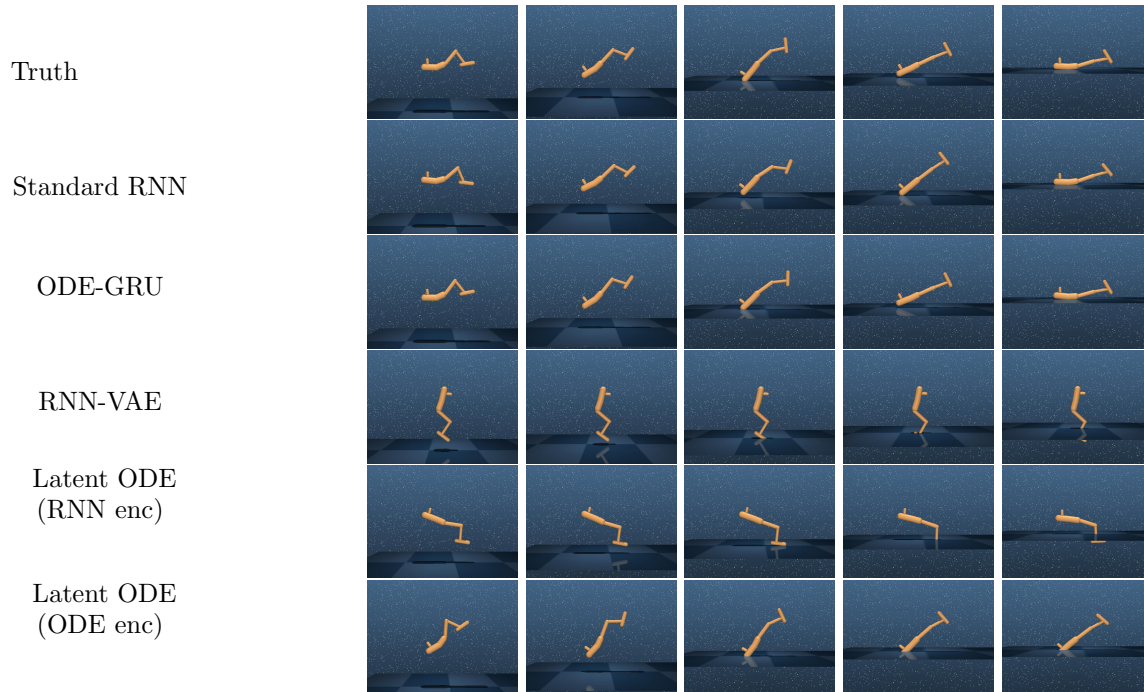 Truth
Standard RNN
ODE-GRU
RNN-VAE
Latent ODE
(RNN enc)
Latent ODE
(ODE enc)